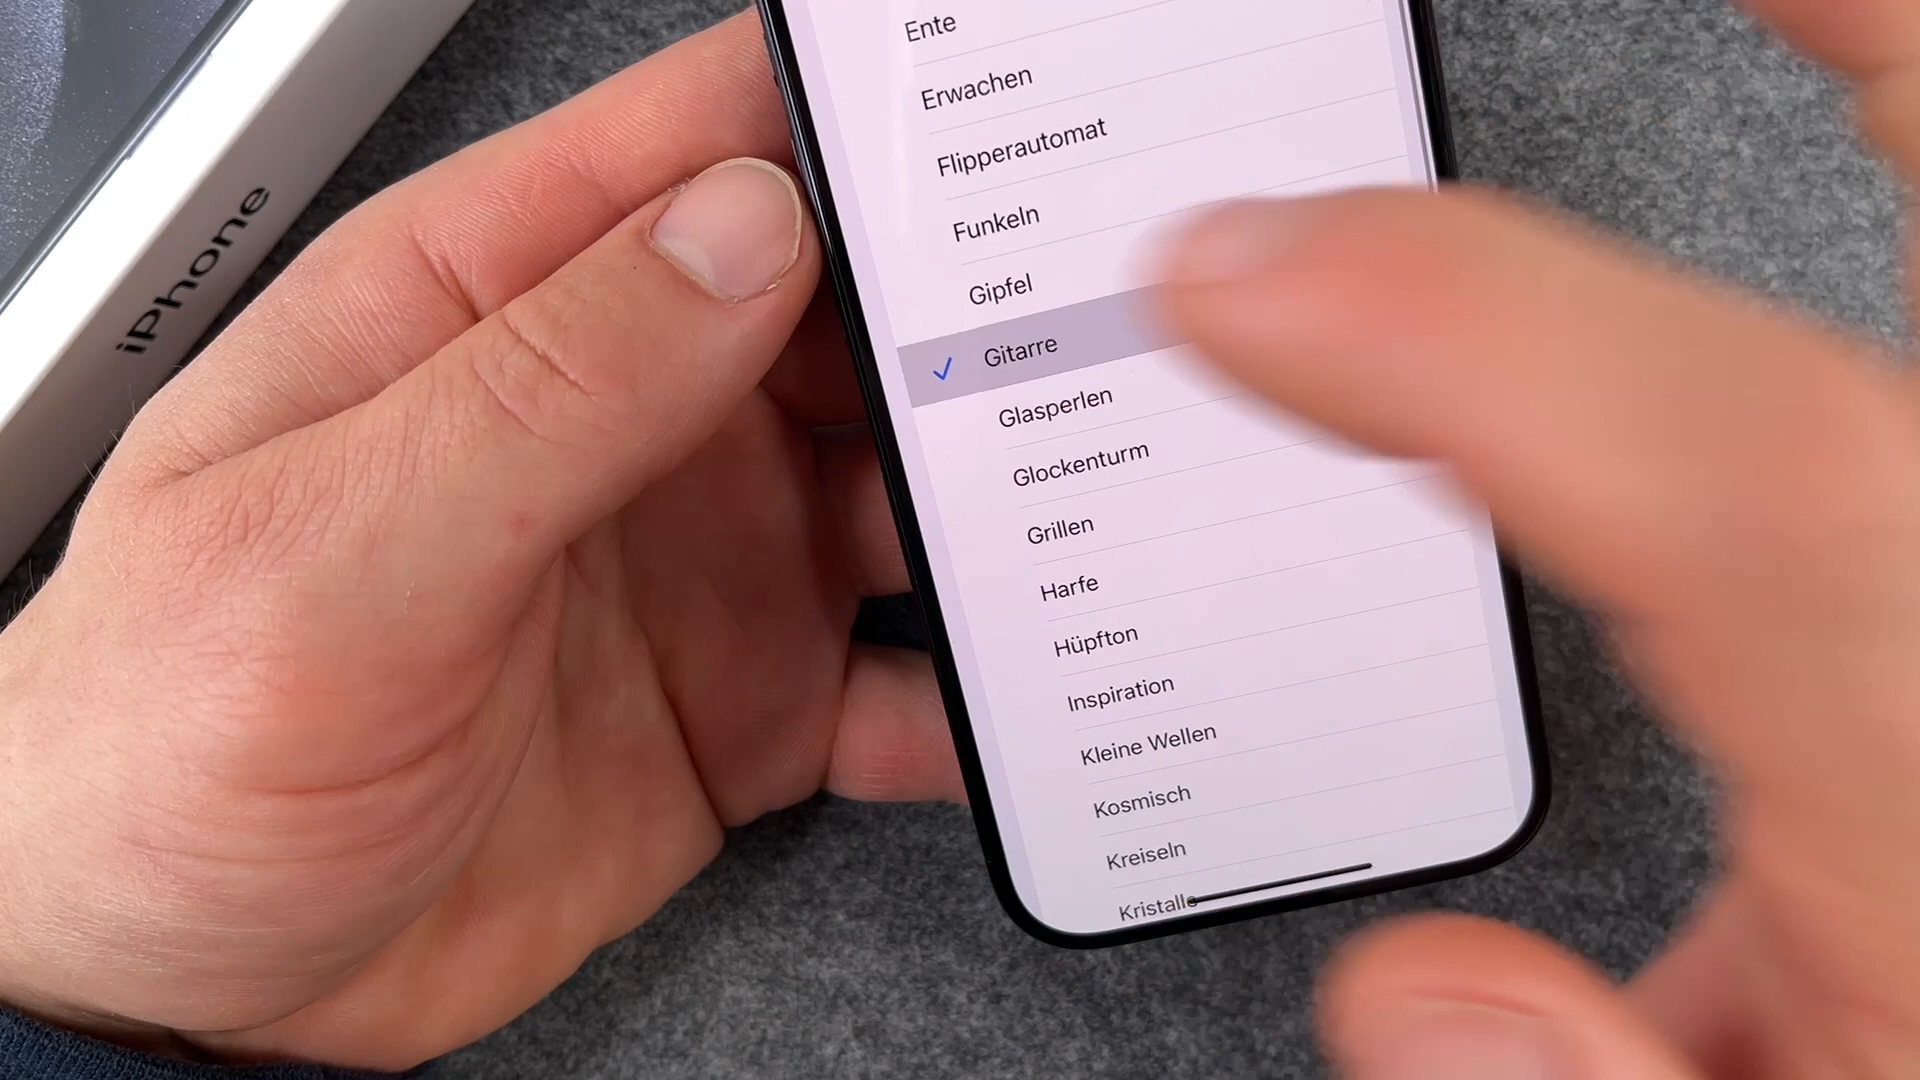 iPhone
Ente
Erwachen
Flipperautomat
Funkeln
Gipfel
Gitarre
Glasperlen
Glockenturm
Grillen
Harfe
Hüpfton
Inspiration
Kleine Wellen
Kosmisch
Kreiseln
Kristalle